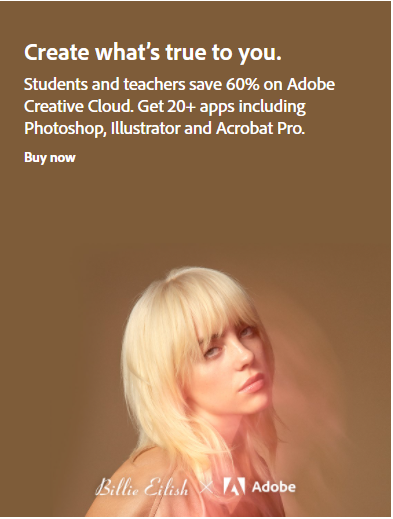 Create what's true to you.
Students and teachers save 60% on Adobe
Creative Cloud. Get 20+ apps including
Photoshop, Illustrator and Acrobat Pro.
Buy now
Billie Eilish × Adobe